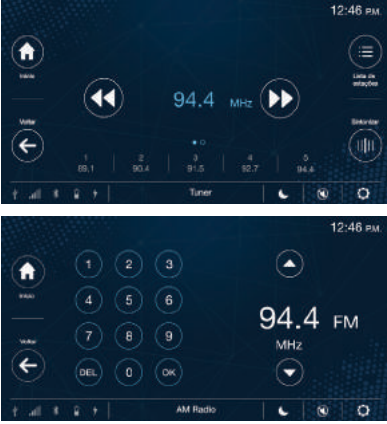 12:46 P.M.
Início
Lista de
estações
94.4 MHz
Voltar
Sintonizar
1 2 3 4 5
89,1 90.4 91.5 92.7 94,4
Tuner
12:46 P.M.
1 2 3
Início
4 5 6
94.4 FM
7 8 9
MHz
Voltar
DEL 0 OK
AM Radio